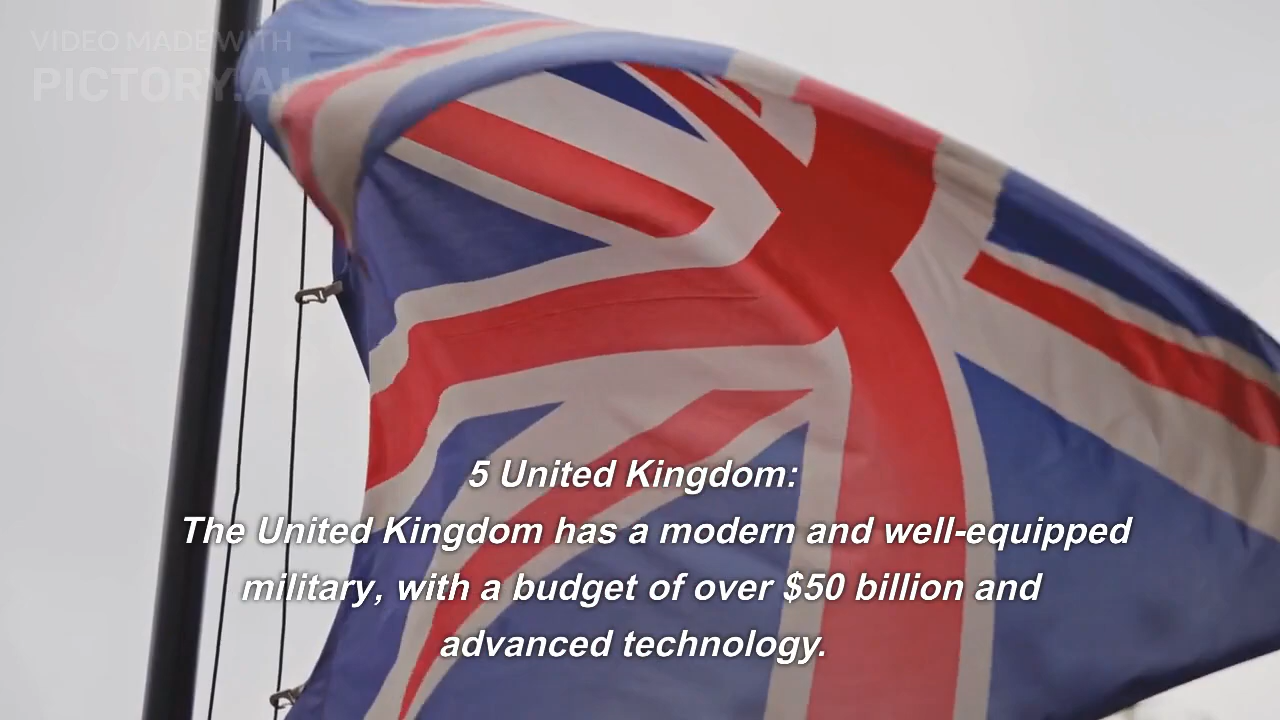 VIDEO MADE WITH
PICTORY.AI
5 United Kingdom:
The United Kingdom has a modern and well-equipped
military, with a budget of over $50 billion and
advanced technology.